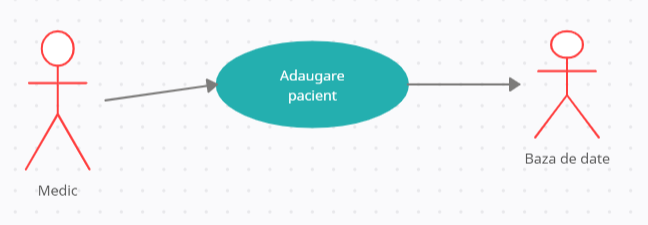 Adaugare
pacient
Medic
Baza de date